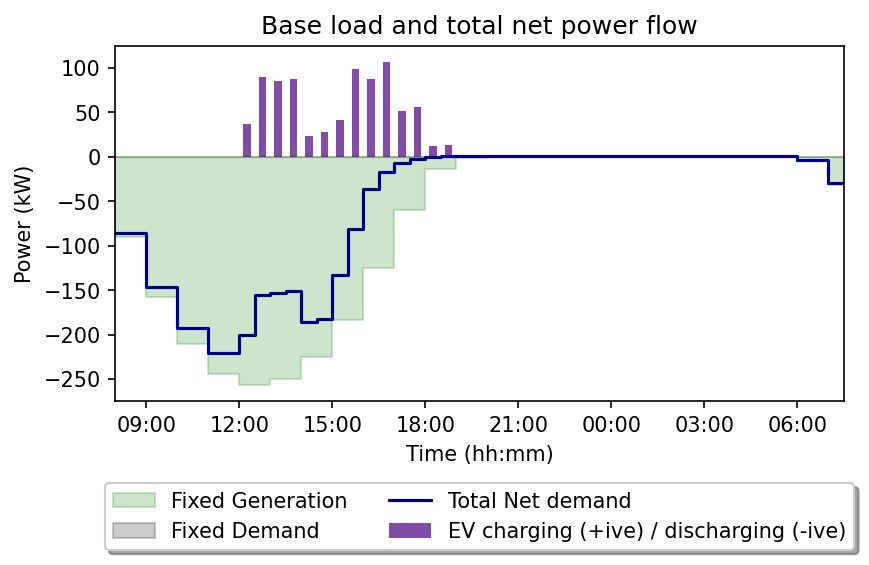 Base load and total net power flow
Power (kW)
100
50
0
−50
−100
−150
−200
−250
09:00 12:00 15:00 18:00 21:00 00:00 03:00 06:00
Time (hh:mm)
Fixed Generation
Fixed Demand
Total Net demand
EV charging (+ive) / discharging (-ive)